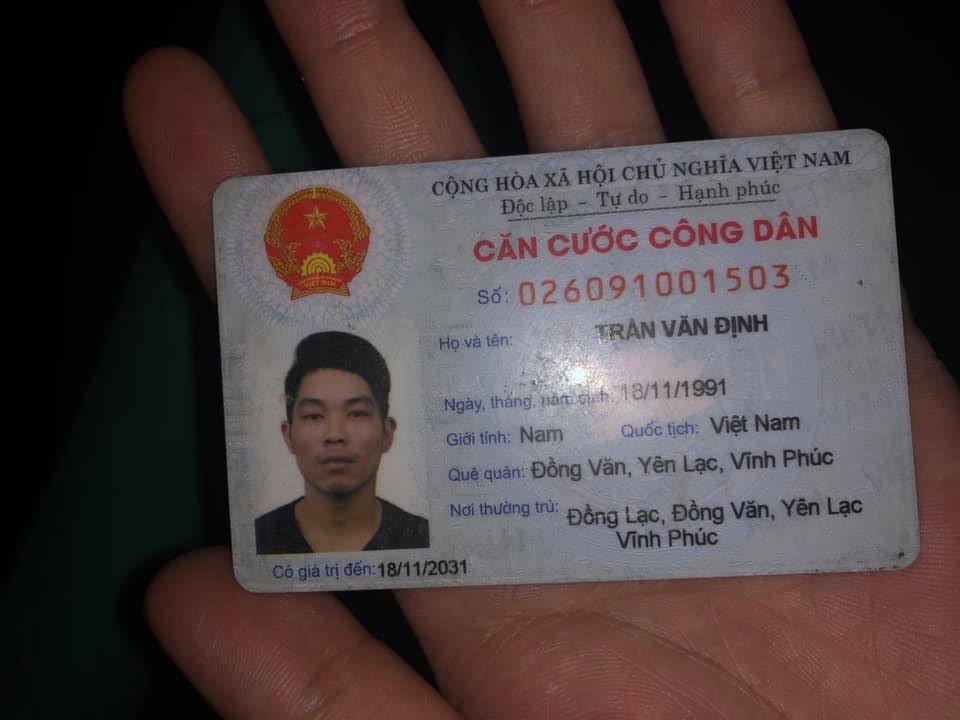 CỘNG HÒA XÃ HỘI CHỦ NGHĨA VIỆT NAM
Độc lập - Tự do - Hạnh phúc
CĂN CƯỚC CÔNG DÂN
Số: 026091001503
Họ và tên: TRẦN VĂN ĐỊNH
Ngày, tháng, năm sinh: 18/11/1991
Giới tính: Nam Quốc tịch: Việt Nam
Quê quán: Đồng Văn, Yên Lạc, Vĩnh Phúc
Nơi thường trú: Đồng Lạc, Đồng Văn, Yên Lạc
Vĩnh Phúc
Có giá trị đến: 18/11/2031
VIỆT NAM